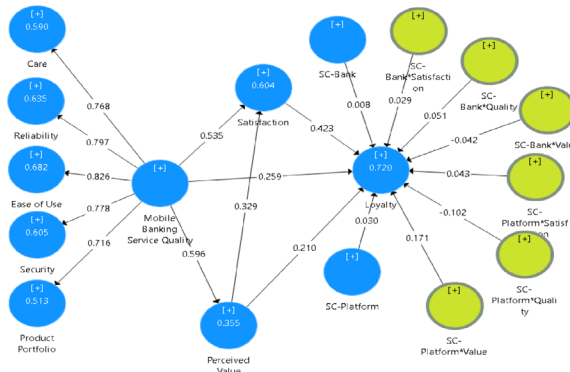 [+]
0.590
Care
[+]
0.635
Reliability
[+]
0.682
Ease of Use
[+]
0.605
Security
[+]
0.513
Product
Portfolio
0.768
0.797
0.826
0.778
0.716
[+]
Mobile
Banking
Service Quality
0.535
0.259
0.596
[+]
0.604
Satisfaction
0.329
0.423
0.210
[+]
0.355
Perceived
Value
[+]
SC-Bank
0.008
[+]
0.720
Loyalty
0.030
[+]
SC-Platform
[+]
SC-
Bank*Satisfacti
on
0.029
[+]
SC-
Bank*Quality
0.051
[+]
SC-Bank*Value
-0.042
[+]
SC-
Platform*Satisf
0.043
[+]
SC-
Platform*Quali
ty
-0.102
[+]
SC-
Platform*Value
0.171